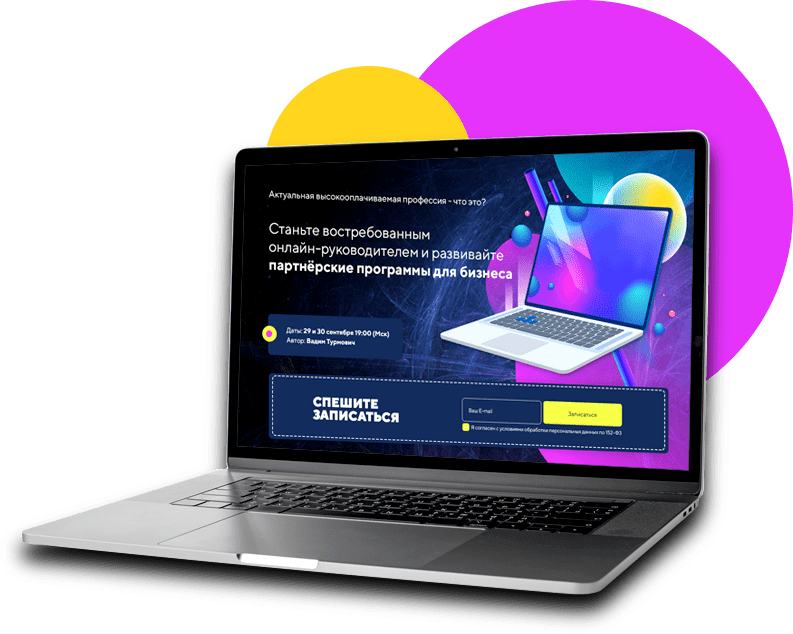 Актуальная высокооплачиваемая профессия - что это?
Станьте востребованным
онлайн-руководителем и развивайте
партнёрские программы для бизнеса
Даты: 29 и 30 сентября 19:00 (Мск)
Автор: Вадим Турмович
СПЕШИТЕ
ЗАПИСАТЬСЯ
Ваш E-mail
Записаться
Я согласен с условиями обработки персональных данных по 152-ФЗ